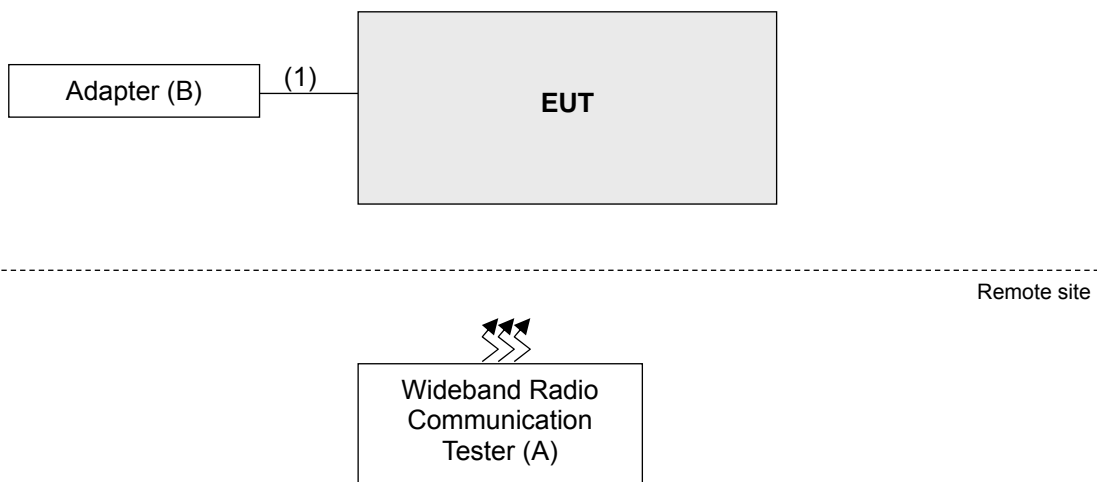 Adapter (B)
(1)
EUT
Remote site
Wideband Radio
Communication
Tester (A)